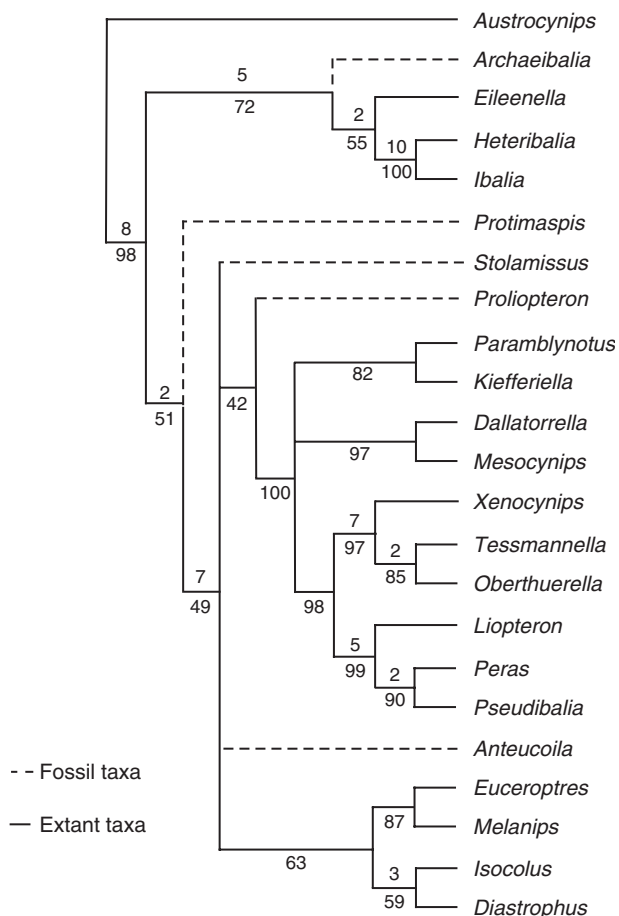 Austrocynips
Archaeibalia
5
72
Eileenella
2
55
Heteribalia
10
100
Ibalia
Protimaspis
8
98
Stolamissus
Proliopteron
Paramblynotus
82
Kiefferiella
2
51
42
Dallatorrella
97
Mesocynips
100
Xenocynips
7
97
Tessmannella
2
85
Oberthuerella
7
49
98
Liopteron
5
99
Peras
2
90
Pseudibalia
Anteucoila
-- Fossil taxa
Euceroptres
87
Melanips
— Extant taxa
63
Isocolus
3
59
Diastrophus